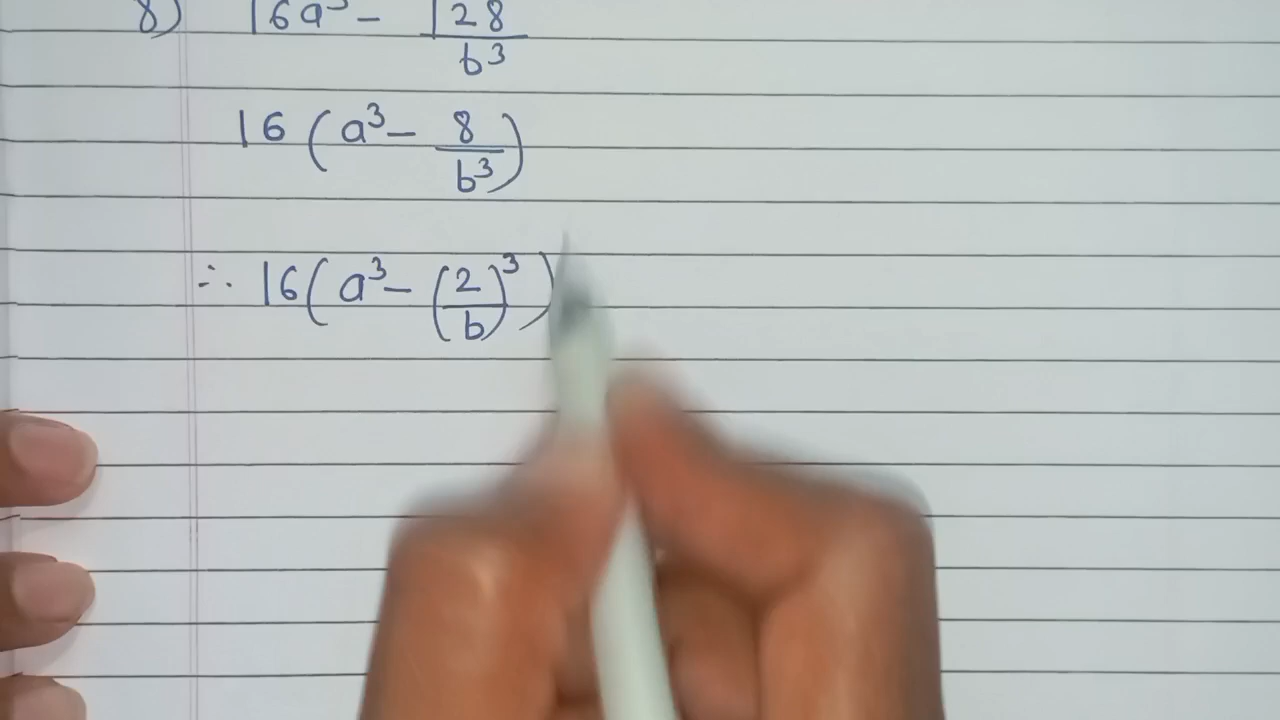 8) 16a³ - 128/b³
16(a³ - 8/b³)
∴ 16(a³ - (2/b)³)